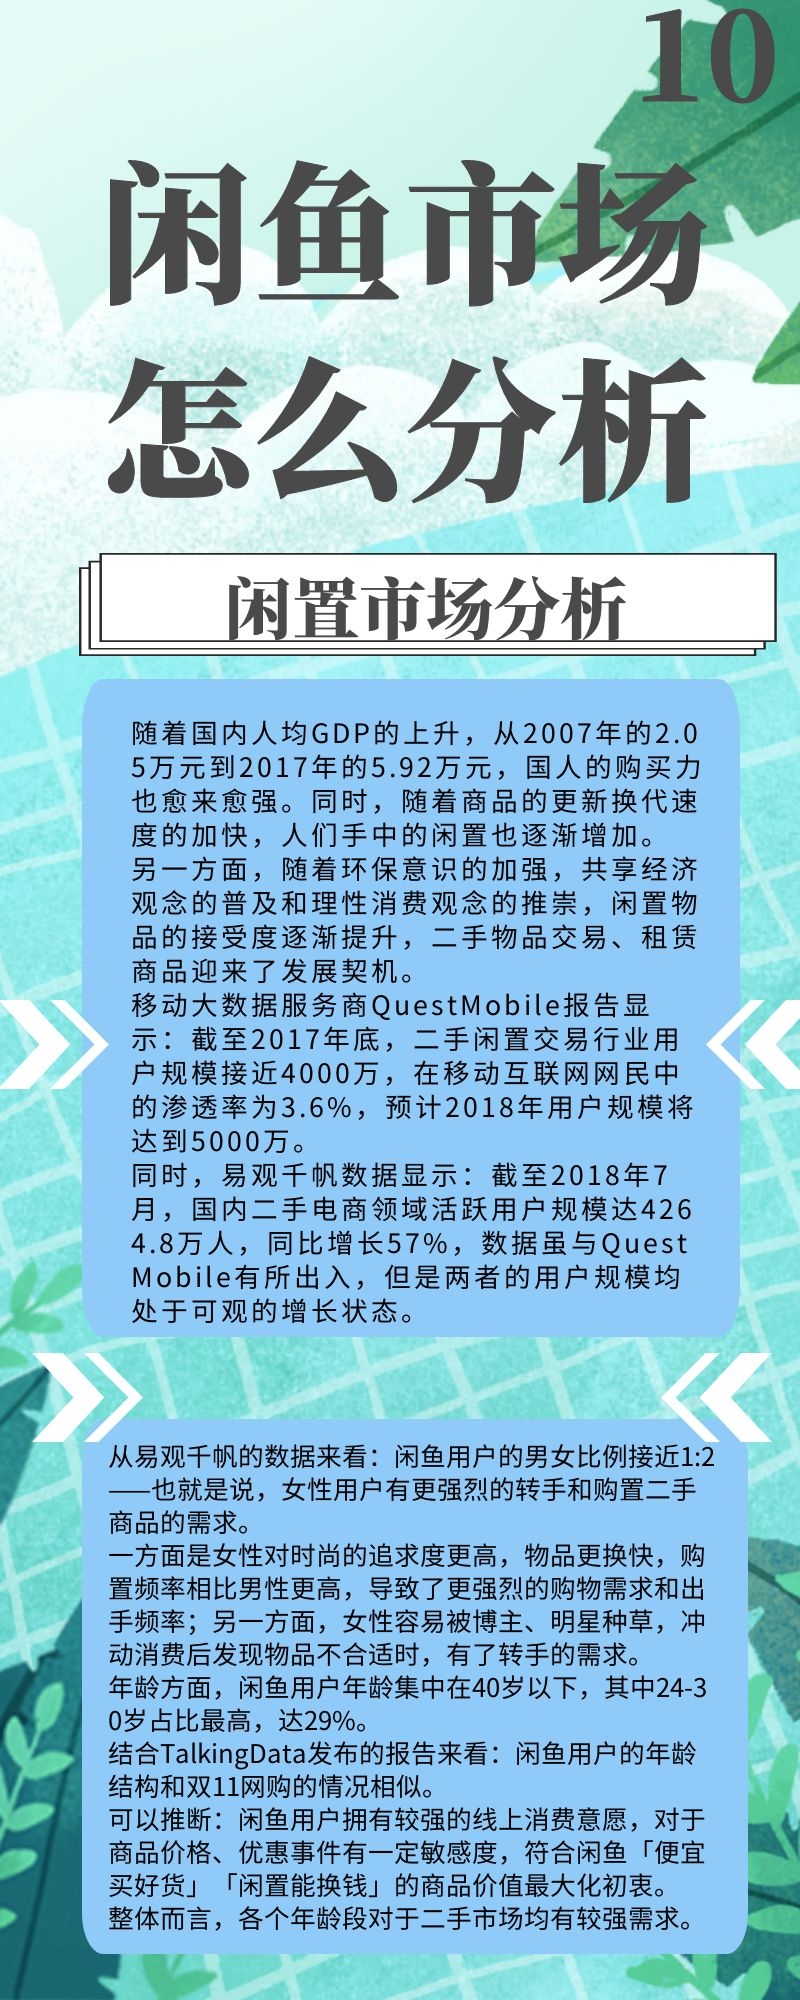 10
闲鱼市场
怎么分析
闲置市场分析
随着国内人均GDP的上升，从2007年的2.0
5万元到2017年的5.92万元，国人的购买力
也愈来愈强。同时，随着商品的更新换代速
度的加快，人们手中的闲置也逐渐增加。
另一方面，随着环保意识的加强，共享经济
观念的普及和理性消费观念的推崇，闲置物
品的接受度逐渐提升，二手物品交易、租赁
商品迎来了发展契机。
移动大数据服务商QuestMobile报告显
示：截至2017年底，二手闲置交易行业用
户规模接近4000万，在移动互联网网民中
的渗透率为3.6%，预计2018年用户规模将
达到5000万。
同时，易观千帆数据显示：截至2018年7
月，国内二手电商领域活跃用户规模达426
4.8万人，同比增长57%，数据虽与Quest
Mobile有所出入，但是两者的用户规模均
处于可观的增长状态。
从易观千帆的数据来看：闲鱼用户的男女比例接近1:2
——也就是说，女性用户有更强烈的转手和购置二手
商品的需求。
一方面是女性对时尚的追求度更高，物品更换快，购
置频率相比男性更高，导致了更强烈的购物需求和出
手频率；另一方面，女性容易被博主、明星种草，冲
动消费后发现物品不合适时，有了转手的需求。
年龄方面，闲鱼用户年龄集中在40岁以下，其中24-3
0岁占比最高，达29%。
结合TalkingData发布的报告来看：闲鱼用户的年龄
结构和双11网购的情况相似。
可以推断：闲鱼用户拥有较强的线上消费意愿，对于
商品价格、优惠事件有一定敏感度，符合闲鱼「便宜
买好货」「闲置能换钱」的商品价值最大化初衷。
整体而言，各个年龄段对于二手市场均有较强需求。